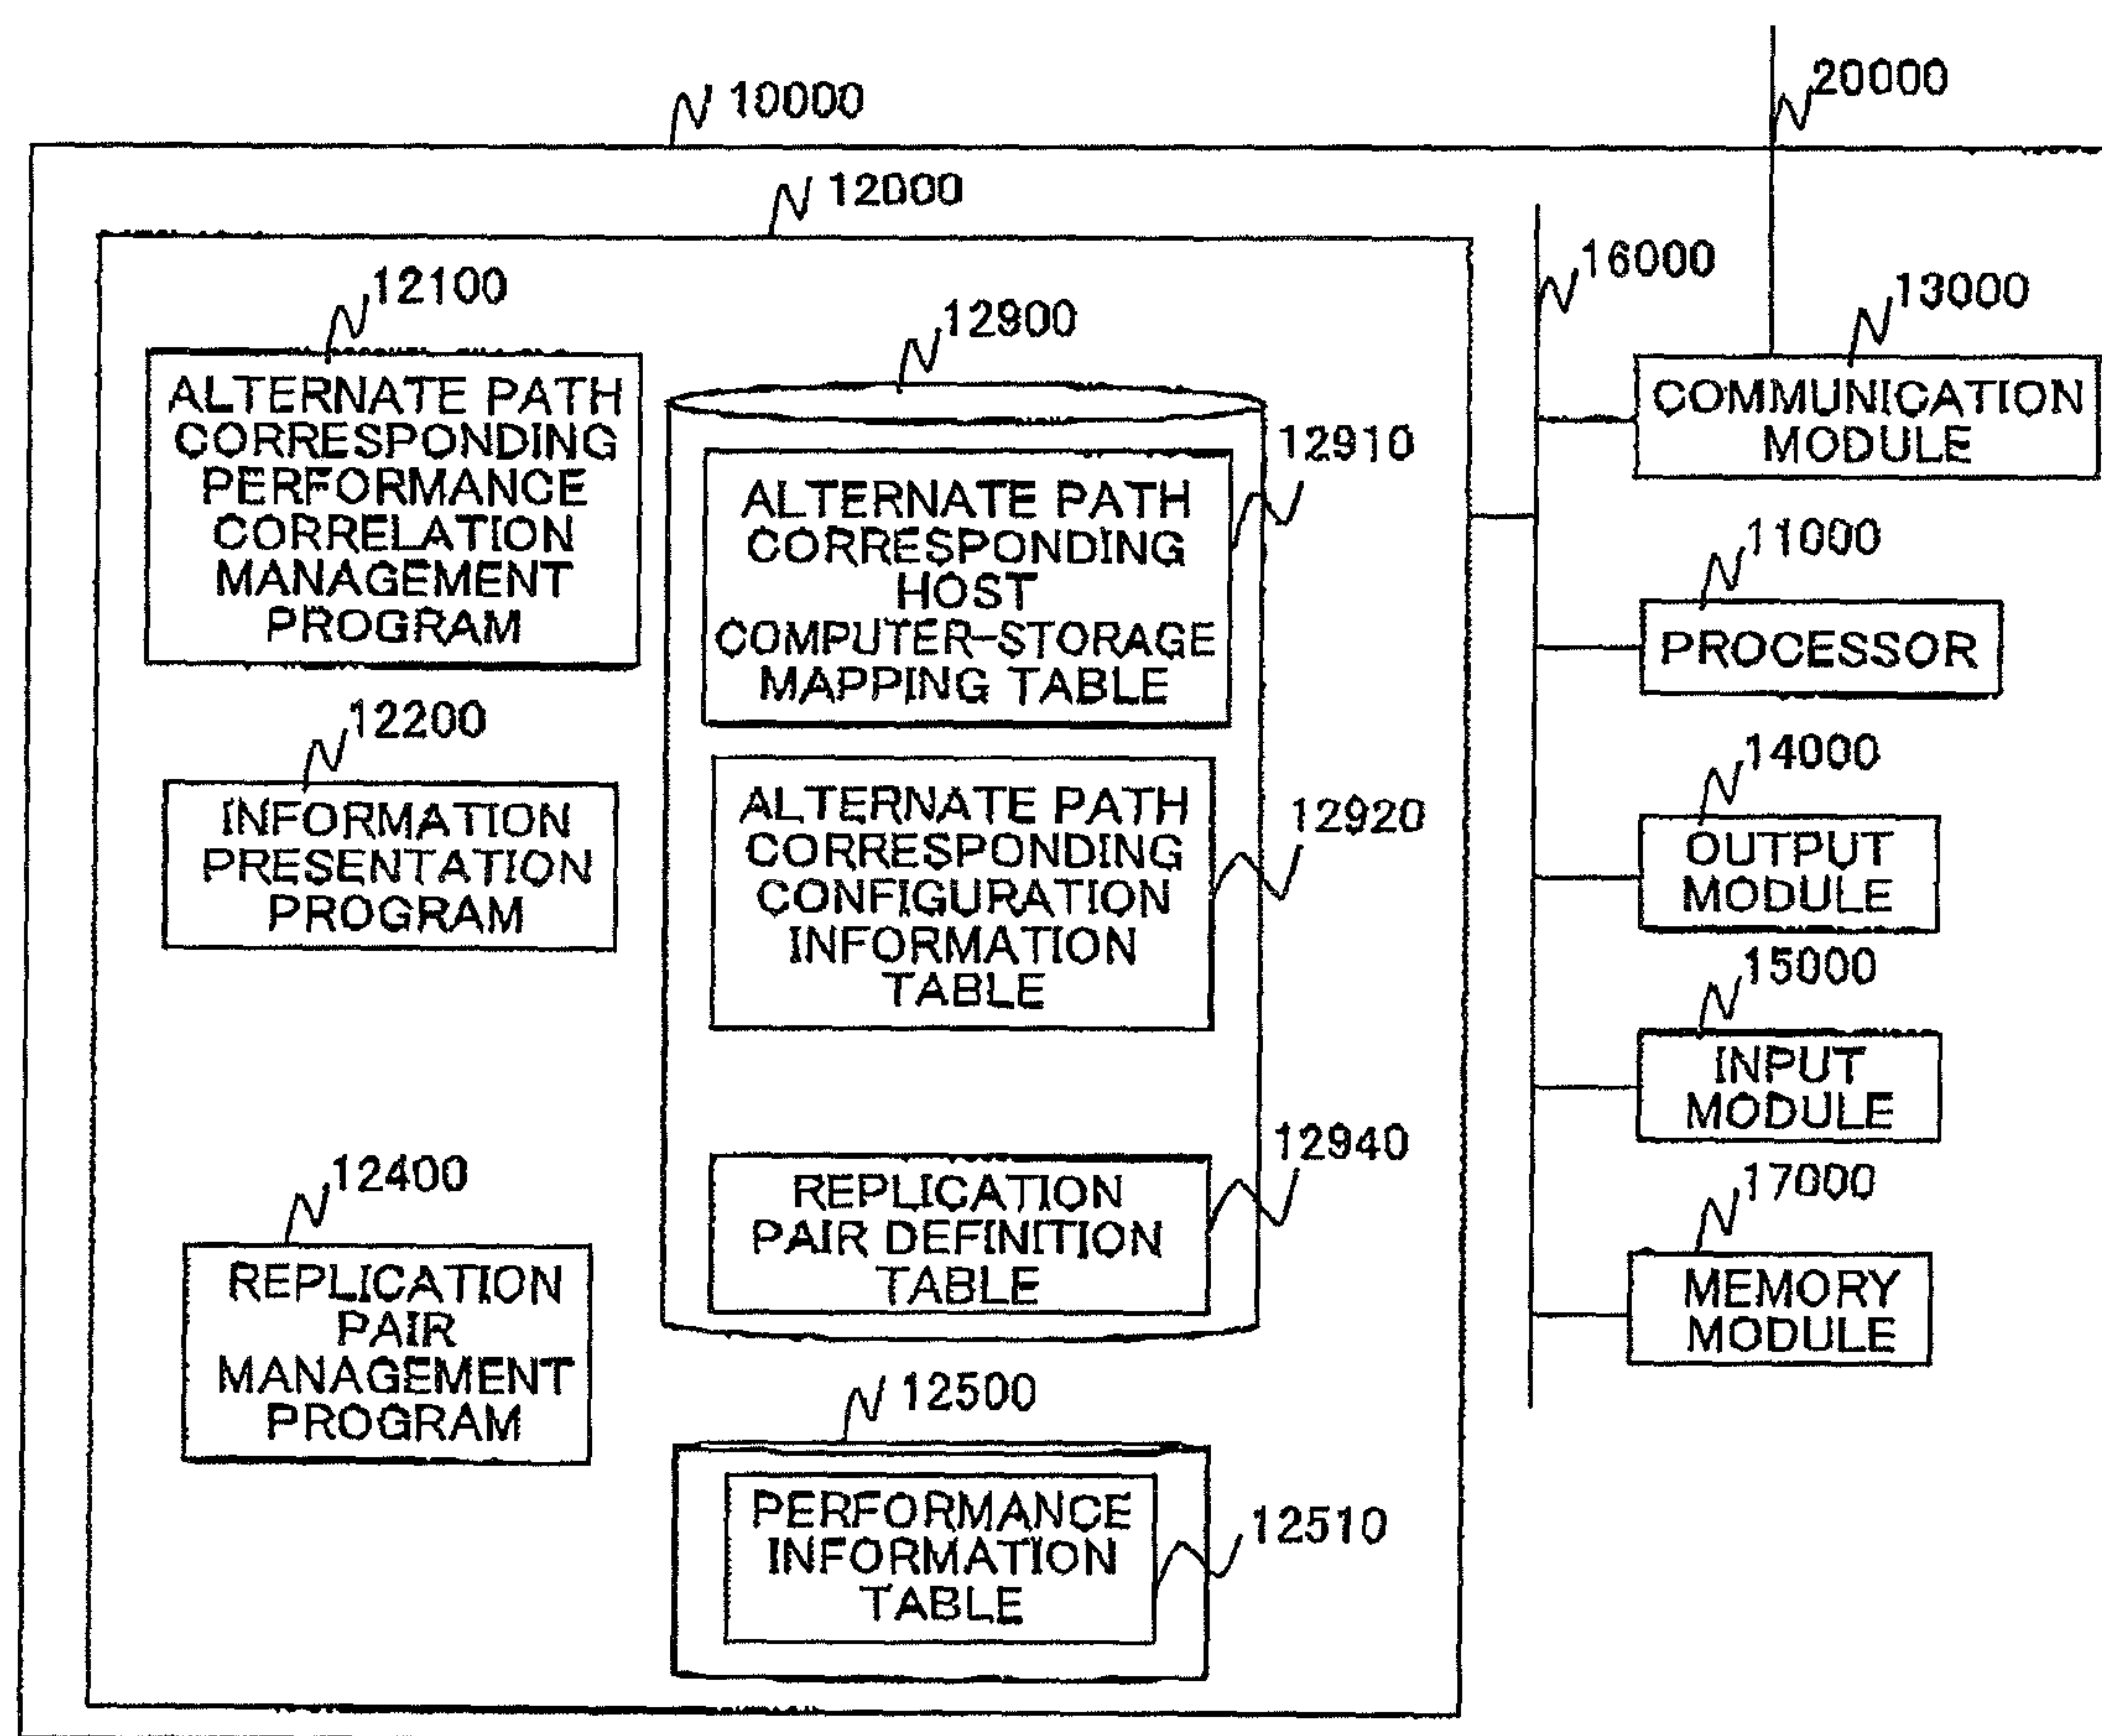 10000
20000
12000
16000
12100
13000
12900
ALTERNATE PATH
CORRESPONDING
PERFORMANCE
CORRELATION
MANAGEMENT
PROGRAM
COMMUNICATION
MODULE
12910
ALTERNATE PATH
CORRESPONDING
HOST
COMPUTER-STORAGE
MAPPING TABLE
11000
PROCESSOR
12200
INFORMATION
PRESENTATION
PROGRAM
12920
ALTERNATE PATH
CORRESPONDING
CONFIGURATION
INFORMATION
TABLE
14000
OUTPUT
MODULE
15000
INPUT
MODULE
12940
REPLICATION
PAIR DEFINITION
TABLE
12400
REPLICATION
PAIR
MANAGEMENT
PROGRAM
17000
MEMORY
MODULE
12500
PERFORMANCE
INFORMATION
TABLE
12510